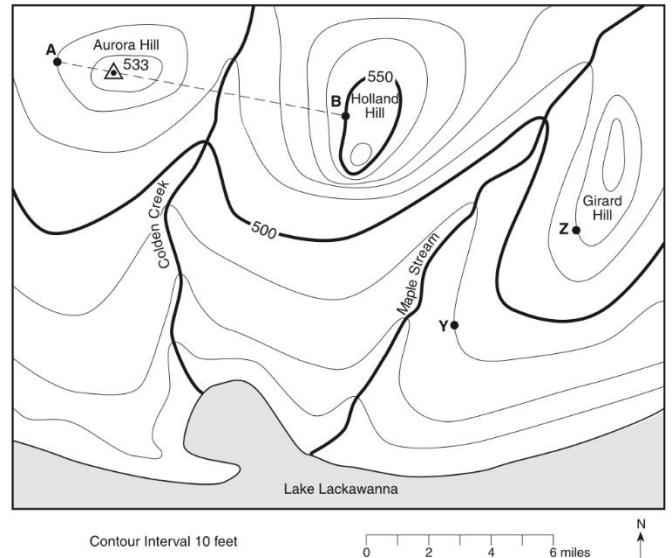 A
Aurora Hill
533
550
B
Holland
Hill
Girard
Hill
Z
Colden Creek
500
Maple Stream
Y
Lake Lackawanna
Contour Interval 10 feet
0 2 4 6 miles
N